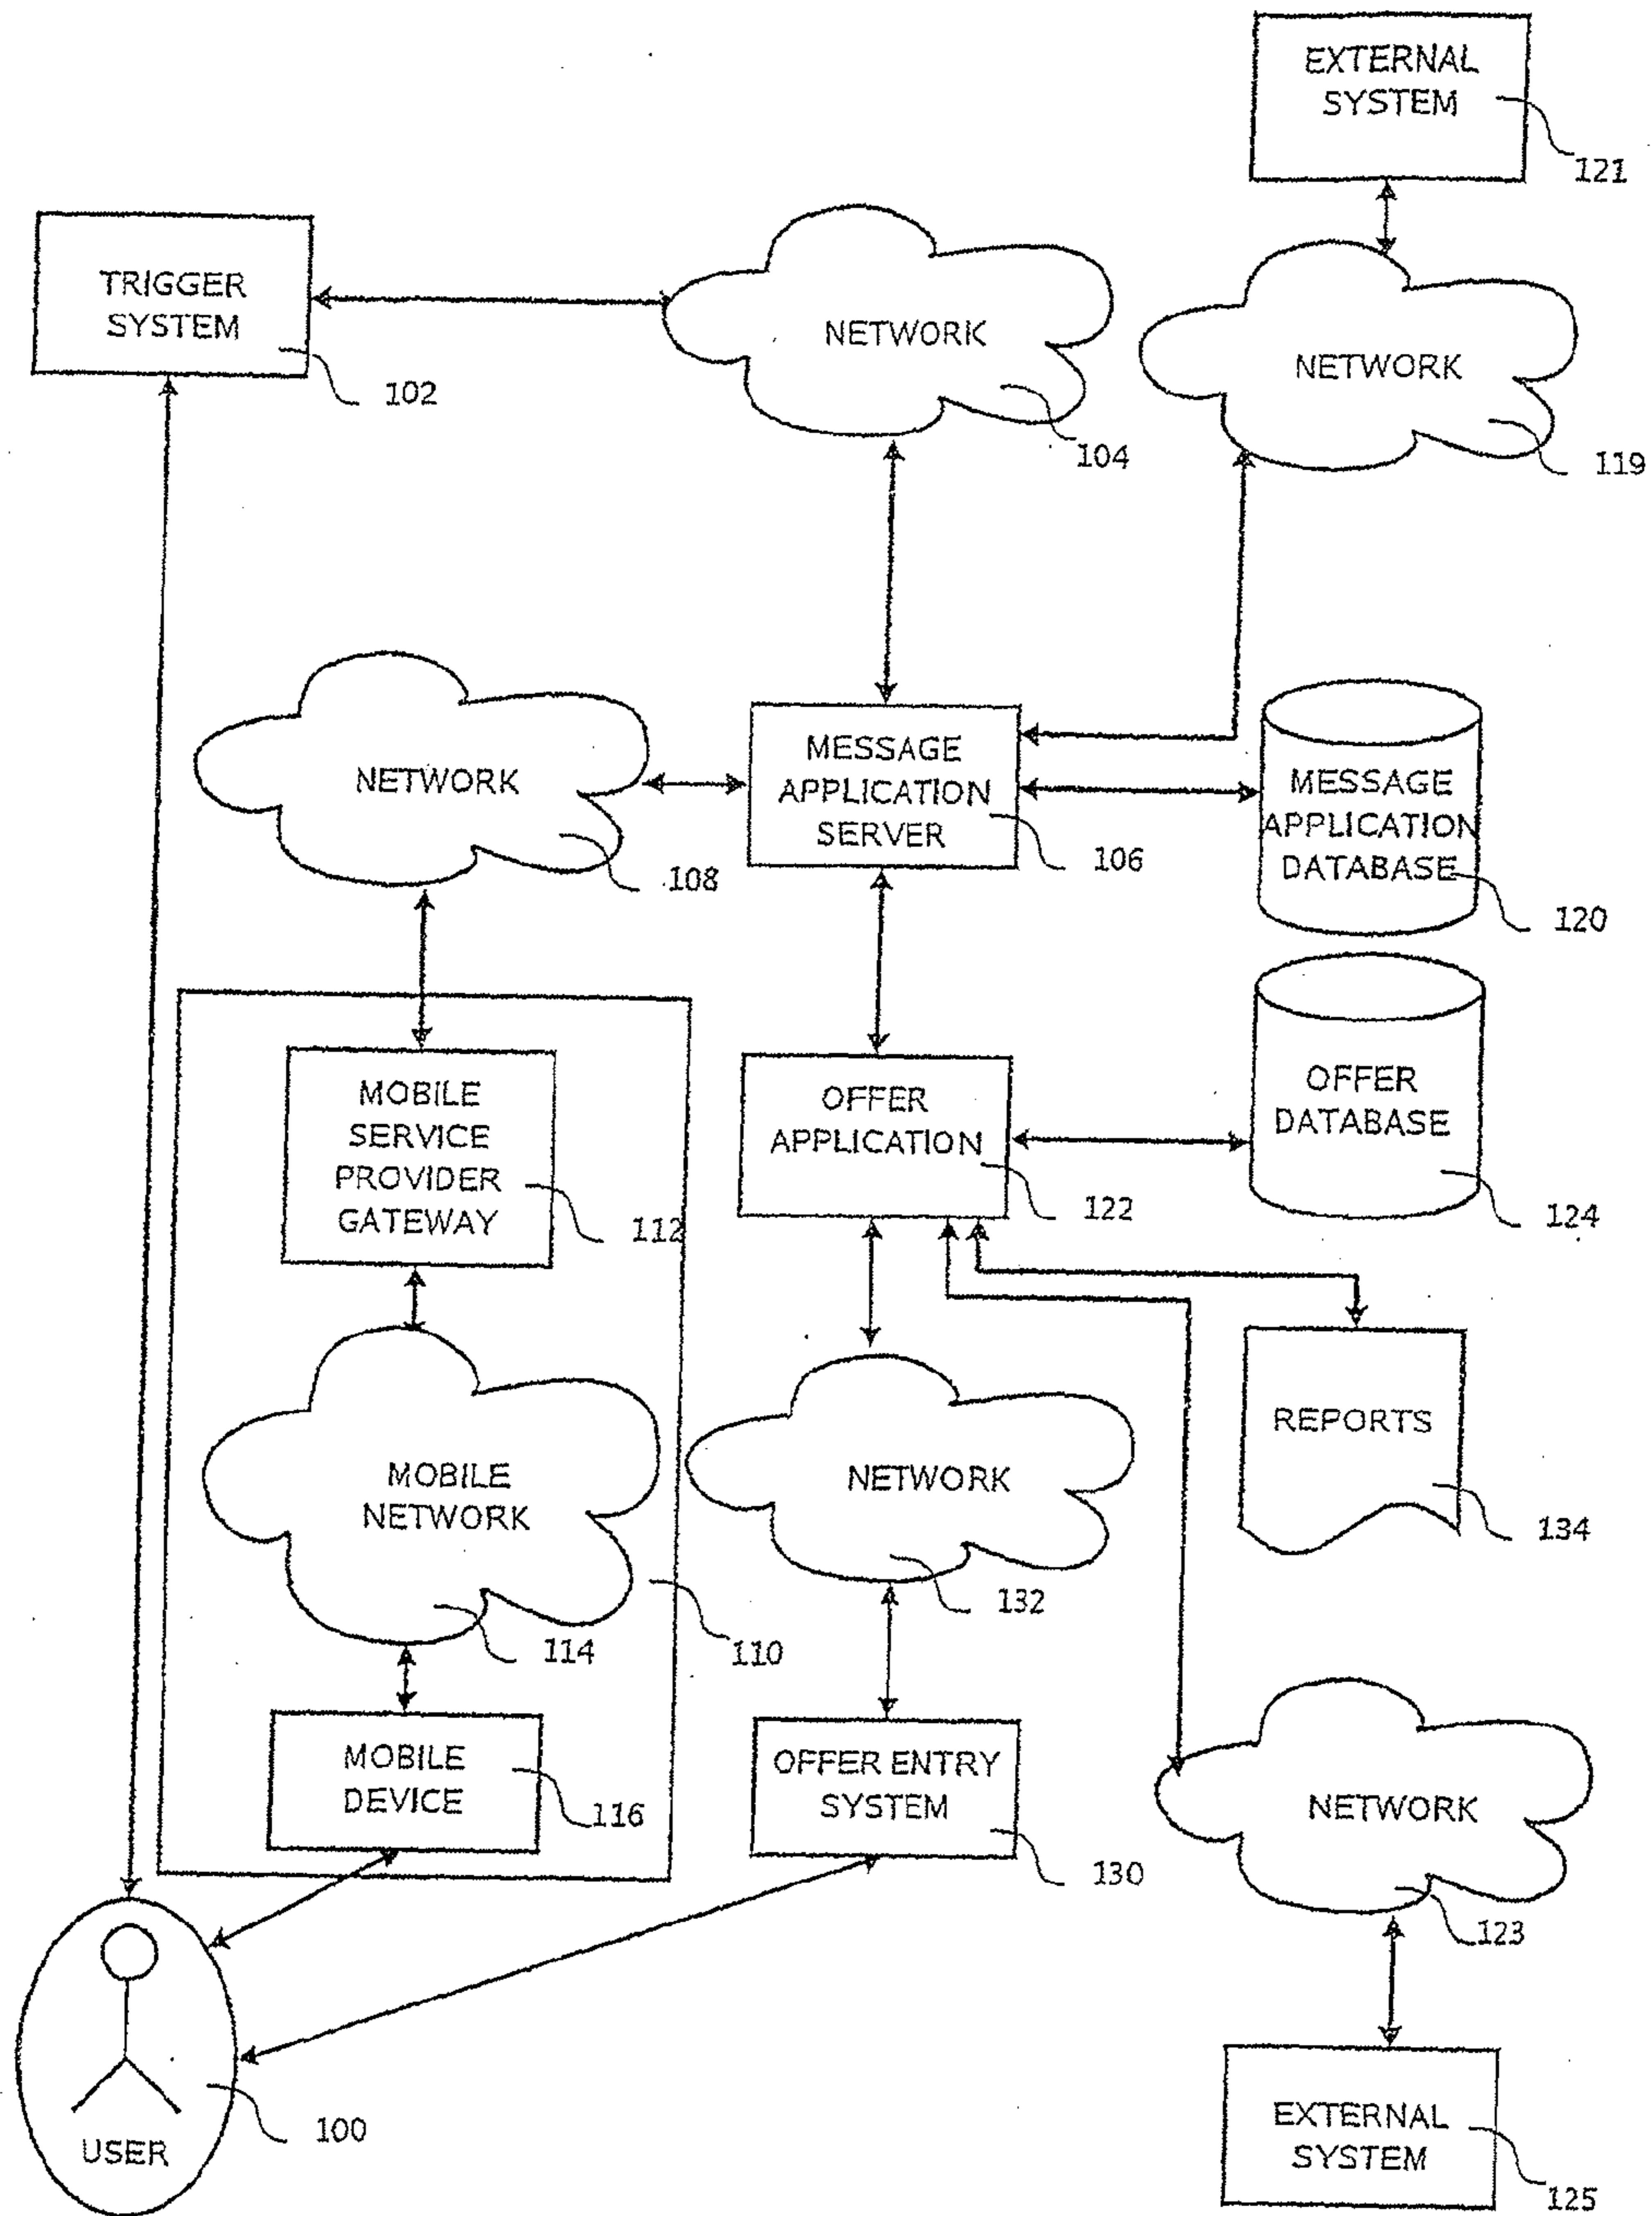 EXTERNAL
SYSTEM
121
TRIGGER
SYSTEM
102
NETWORK
104
NETWORK
119
NETWORK
108
MESSAGE
APPLICATION
SERVER
106
MESSAGE
APPLICATION
DATABASE
120
MOBILE
SERVICE
PROVIDER
GATEWAY
112
OFFER
APPLICATION
122
OFFER
DATABASE
124
MOBILE
NETWORK
114
110
NETWORK
132
REPORTS
134
MOBILE
DEVICE
116
OFFER ENTRY
SYSTEM
130
NETWORK
123
USER
100
EXTERNAL
SYSTEM
125